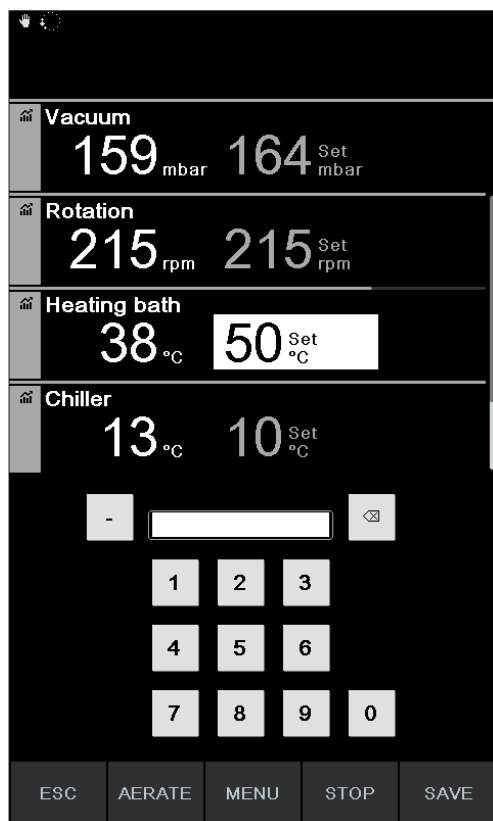 Vacuum
159 mbar 164 Set mbar
Rotation
215 rpm 215 Set rpm
Heating bath
38 °C 50 Set °C
Chiller
13 °C 10 Set °C
-
1 2 3
4 5 6
7 8 9 0
ESC AERATE MENU STOP SAVE